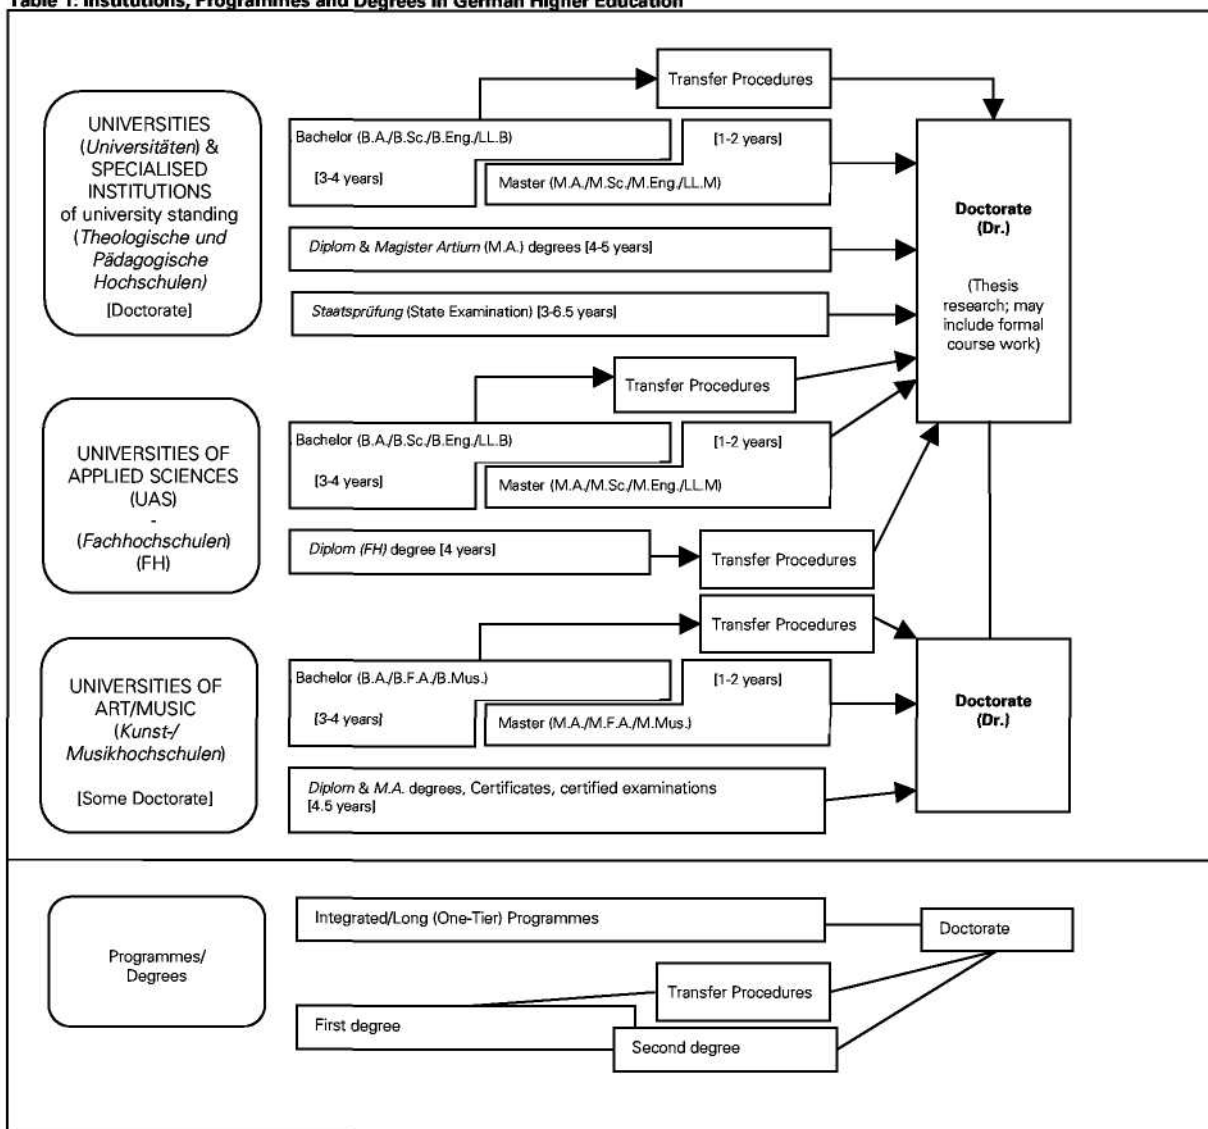 Table 1: Institutions, Programmes and Degrees in German Higher Education
UNIVERSITIES
(Universitäten) &
SPECIALISED
INSTITUTIONS
of university standing
(Theologische und
Pädagogische
Hochschulen)
[Doctorate]
Transfer Procedures
Bachelor (B.A./B.Sc./B.Eng./LL.B)
[1-2 years]
[3-4 years]
Master (M.A./M.Sc./M.Eng./LL.M)
Diplom & Magister Artium (M.A.) degrees [4-5 years]
Staatsprüfung (State Examination) [3-6.5 years]
Doctorate
(Dr.)
(Thesis
research; may
include formal
course work)
UNIVERSITIES OF
APPLIED SCIENCES
(UAS)
-
(Fachhochschulen)
(FH)
Transfer Procedures
Bachelor (B.A./B.Sc./B.Eng./LL.B)
[1-2 years]
[3-4 years]
Master (M.A./M.Sc./M.Eng./LL.M)
Diplom (FH) degree [4 years]
Transfer Procedures
UNIVERSITIES OF
ART/MUSIC
(Kunst-/
Musikhochschulen)
[Some Doctorate]
Transfer Procedures
Bachelor (B.A./B.F.A./B.Mus.)
[1-2 years]
[3-4 years]
Master (M.A./M.F.A./M.Mus.)
Diplom & M.A. degrees, Certificates, certified examinations
[4.5 years]
Doctorate
(Dr.)
Programmes/
Degrees
Integrated/Long (One-Tier) Programmes
Doctorate
Transfer Procedures
First degree
Second degree